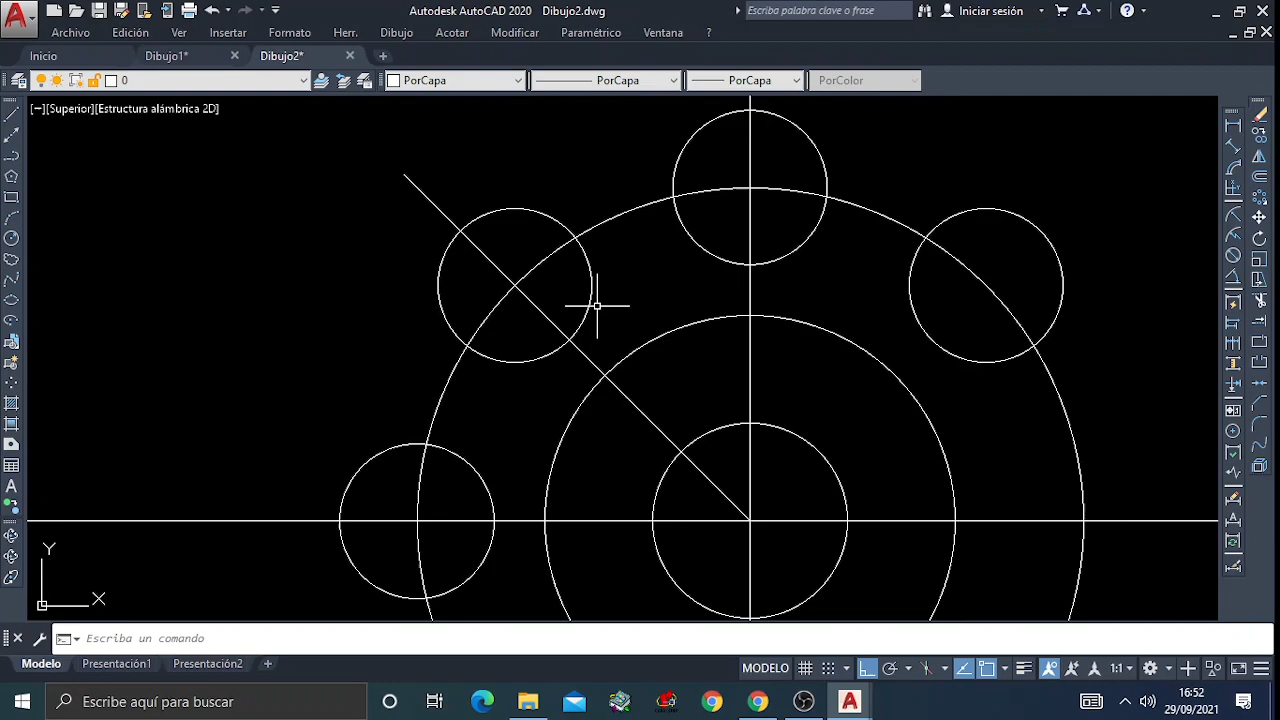 Autodesk AutoCAD 2020 Dibujo2.dwg
Escriba palabra clave o frase
Iniciar sesión
?
Archivo Edición Ver Insertar Formato Herr. Dibujo Acotar Modificar Paramétrico Ventana ?
Inicio Dibujo1* Dibujo2*
0 PorCapa PorCapa PorCapa PorColor
[−][Superior][Estructura alámbrica 2D]
A
Y
X
Escriba un comando
Modelo Presentación1 Presentación2 +
MODELO 1:1
Escribe aquí para buscar
16:52
29/09/2021